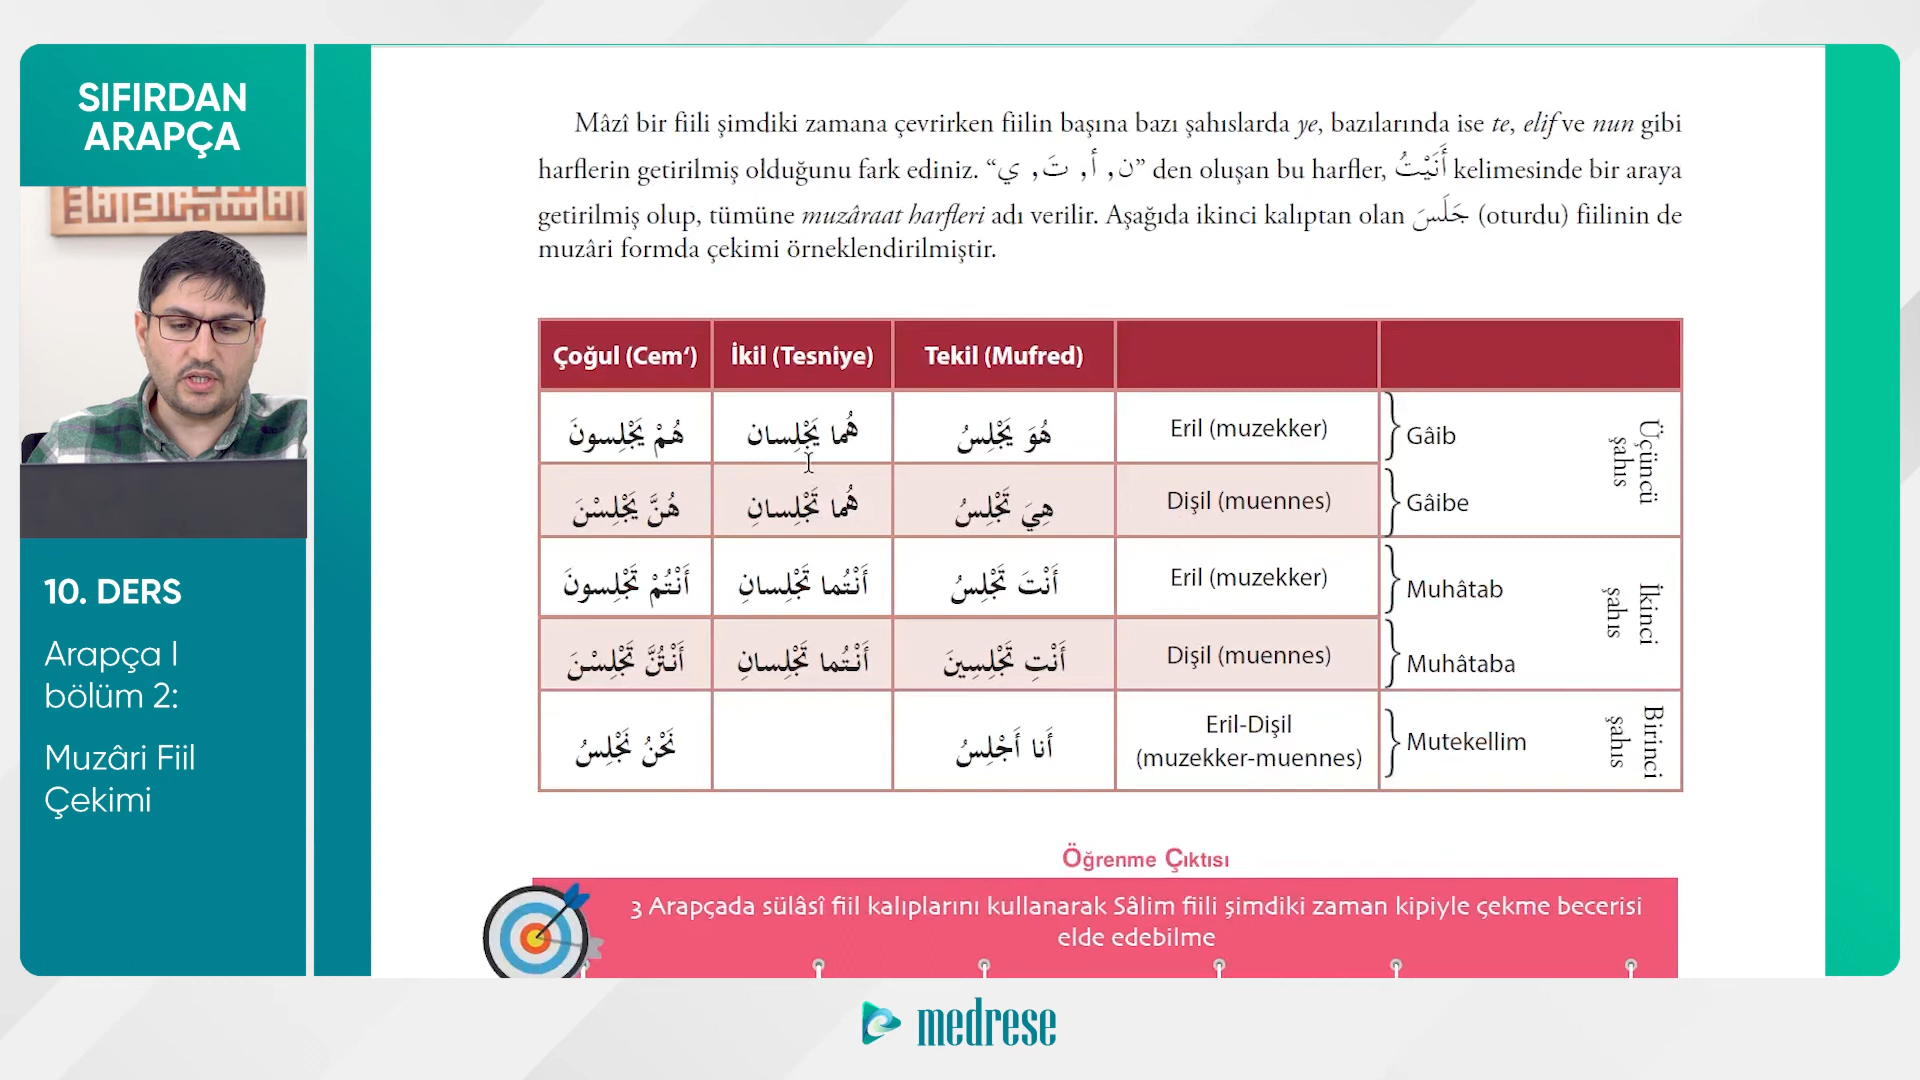 SIFIRDAN
ARAPÇA
10. DERS
Arapça I
bölüm 2:
Muzâri Fiil
Çekimi
Mâzî bir fiili şimdiki zamana çevrirken fiilin başına bazı şahıslarda ye, bazılarında ise te, elif ve nun gibi
harflerin getirilmiş olduğunu fark ediniz. “ن, أ, تَ, ي” den oluşan bu harfler, أَنَيْتُ kelimesinde bir araya
getirilmiş olup, tümüne muzâraat harfleri adı verilir. Aşağıda ikinci kalıptan olan جَلَسَ (oturdu) fiilinin de
muzâri formda çekimi örneklendirilmiştir.
Çoğul (Cem‘) İkil (Tesniye) Tekil (Mufred)
هُمْ يَجْلِسونَ هُما يَجْلِسان هُوَ يَجْلِسُ Eril (muzekker) Gâib
هُنَّ يَجْلِسْنَ هُما تَجْلِسانِ هِيَ تَجْلِسُ Dişil (muennes) Gâibe
Üçüncü
şahıs
أَنْتُمْ تَجْلِسونَ أَنْتُما تَجْلِسانِ أَنْتَ تَجْلِسُ Eril (muzekker) Muhâtab
أَنْتُنَّ تَجْلِسْنَ أَنْتُما تَجْلِسانِ أَنْتِ تَجْلِسِينَ Dişil (muennes) Muhâtaba
İkinci
şahıs
نَحْنُ نَجْلِسُ أَنا أَجْلِسُ Eril-Dişil
(muzekker-muennes) Mutekellim
Birinci
şahıs
Öğrenme Çıktısı
3 Arapçada sülâsî fiil kalıplarını kullanarak Sâlim fiili şimdiki zaman kipiyle çekme becerisi
elde edebilme
medrese